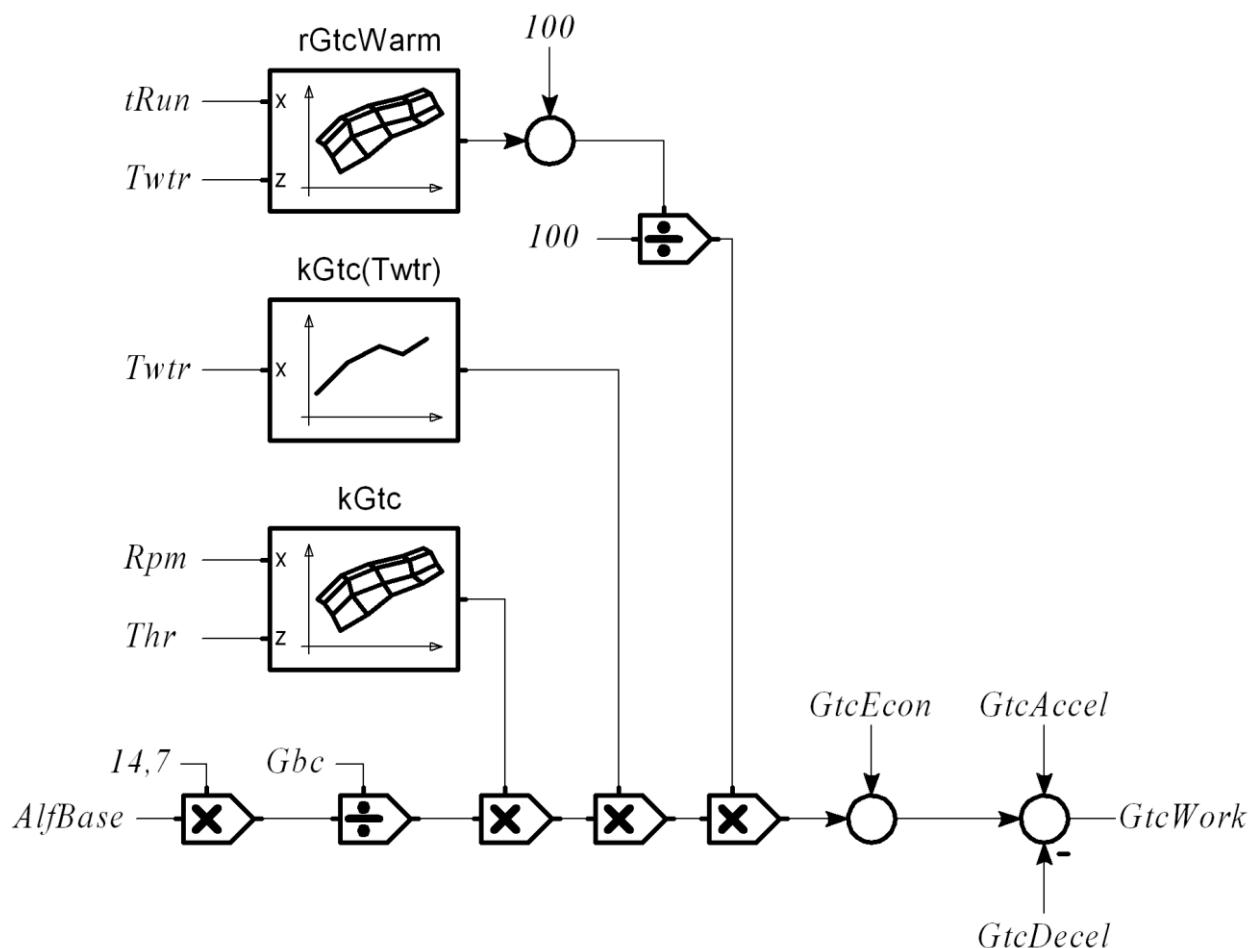 rGtcWarm
100
tRun
X
Twtr
Z
100
kGtc(Twtr)
Twtr
X
kGtc
Rpm
X
Thr
Z
GtcEcon
GtcAccel
14,7
Gbc
AlfBase
GtcWork
-
GtcDecel